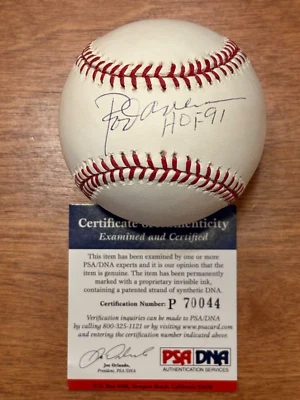 Rod Carew
HOF 91
Certificate of Authenticity
Examined and Certified
This item has been examined by one or more
PSA/DNA experts and it is our opinion that the
item is genuine. The item has been permanently
marked with a proprietary invisible ink,
containing a patented strand of synthetic DNA.
Certification Number: P 70044
Verification inquiries can be made to PSA/DNA
by calling 800-325-1121 or by visiting www.psacard.com
and entering the certification number above.
Joe Orlando,
President, PSA/DNA
PSA DNA
AUTHENTICATION SERVICES